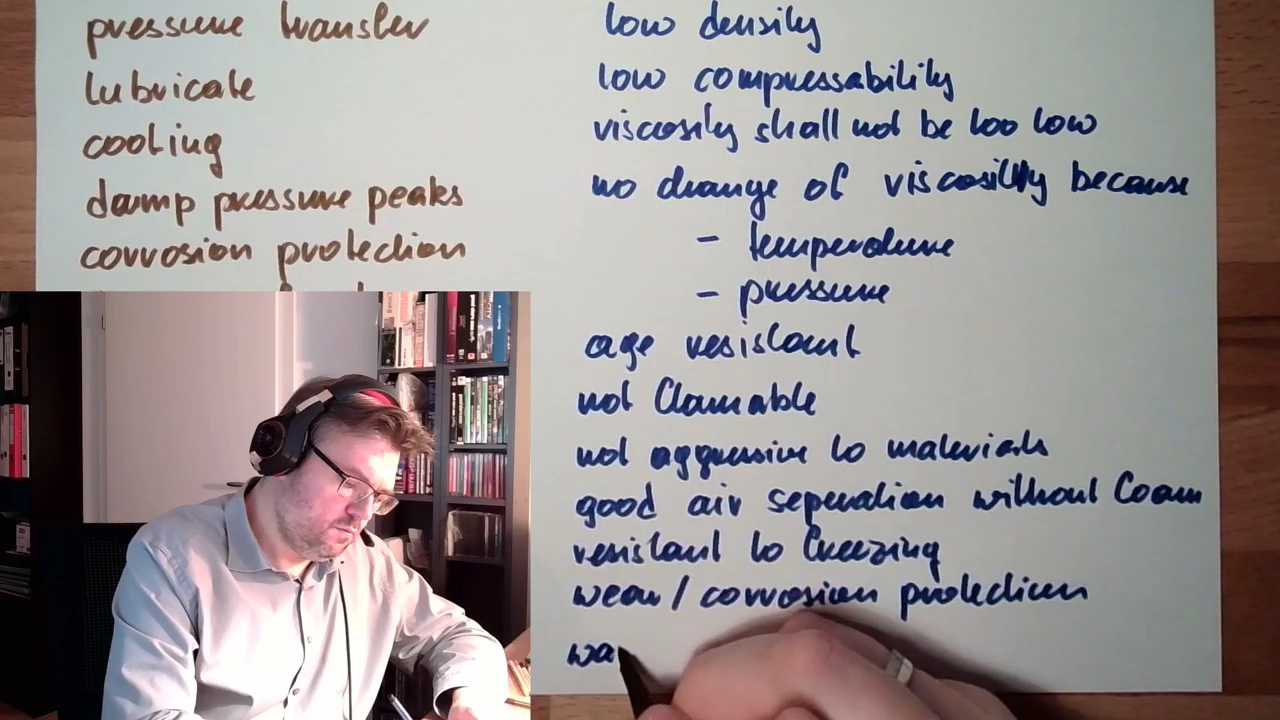 pressure transfer
lubricate
cooling
damp pressure peaks
corrosion protection
low density
low compressability
viscosity shall not be too low
no change of viscosity because
- temperature
- pressure
age resistant
not flamable
not aggressive to materials
good air seperation without foam
resistant to freezing
wear / corrosion protection
wa